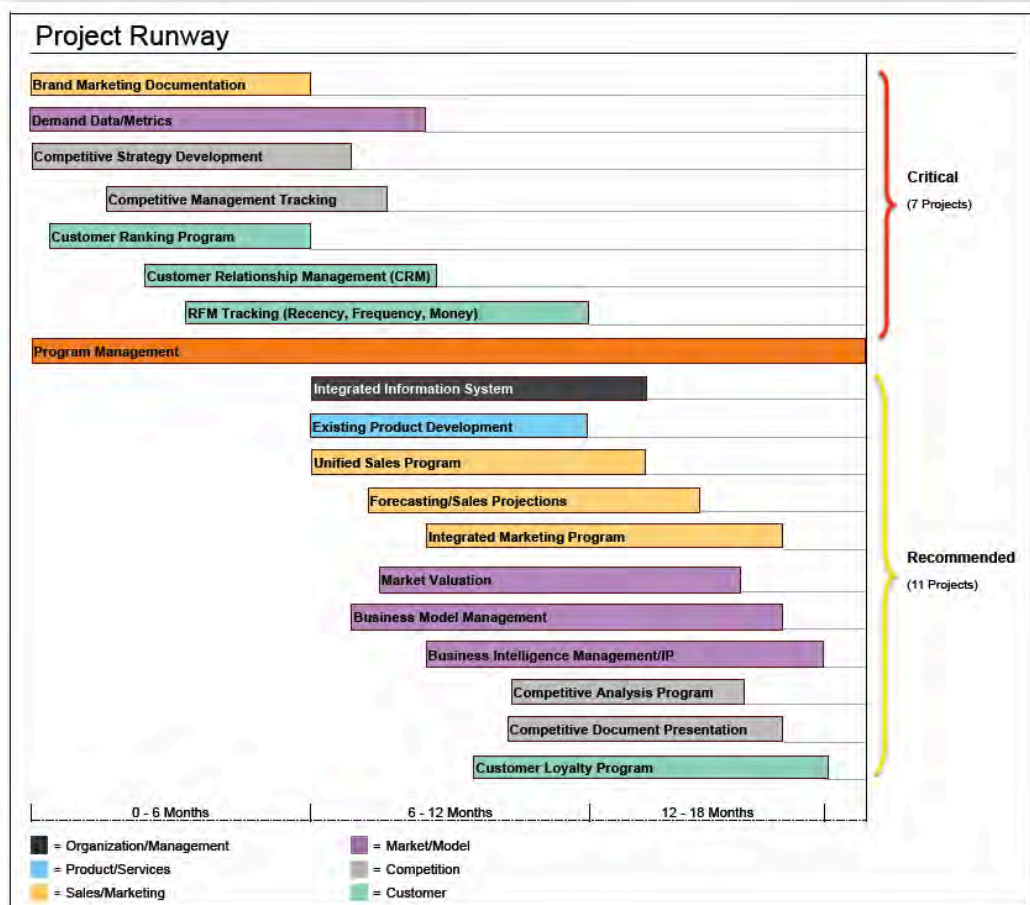 Project Runway
Brand Marketing Documentation
Demand Data/Metrics
Competitive Strategy Development
Critical
(7 Projects)
Competitive Management Tracking
Customer Ranking Program
Customer Relationship Management (CRM)
RFM Tracking (Recency, Frequency, Money)
Program Management
Integrated Information System
Existing Product Development
Unified Sales Program
Forecasting/Sales Projections
Integrated Marketing Program
Recommended
(11 Projects)
Market Valuation
Business Model Management
Business Intelligence Management/IP
Competitive Analysis Program
Competitive Document Presentation
Customer Loyalty Program
0 - 6 Months
6 - 12 Months
12 - 18 Months
= Organization/Management
= Market/Model
= Product/Services
= Competition
= Sales/Marketing
= Customer